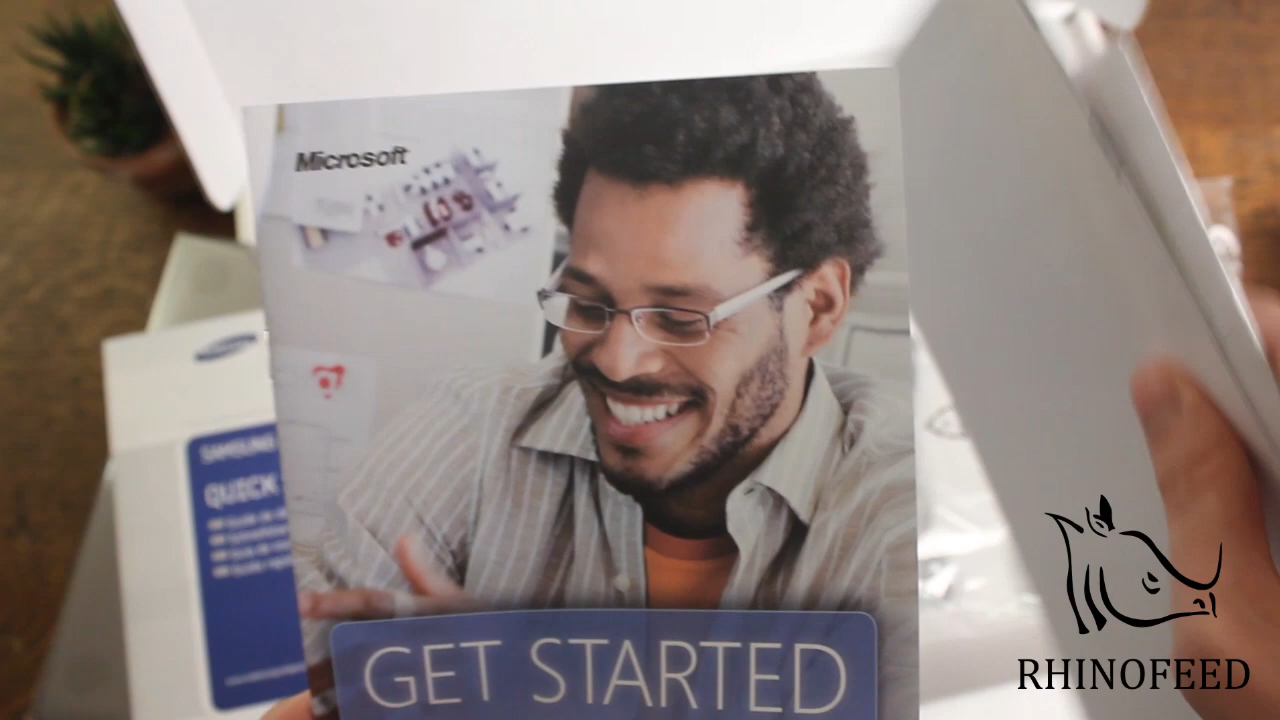 Microsoft
SAMSUNG
QUICK
GET STARTED
RHINOFEED